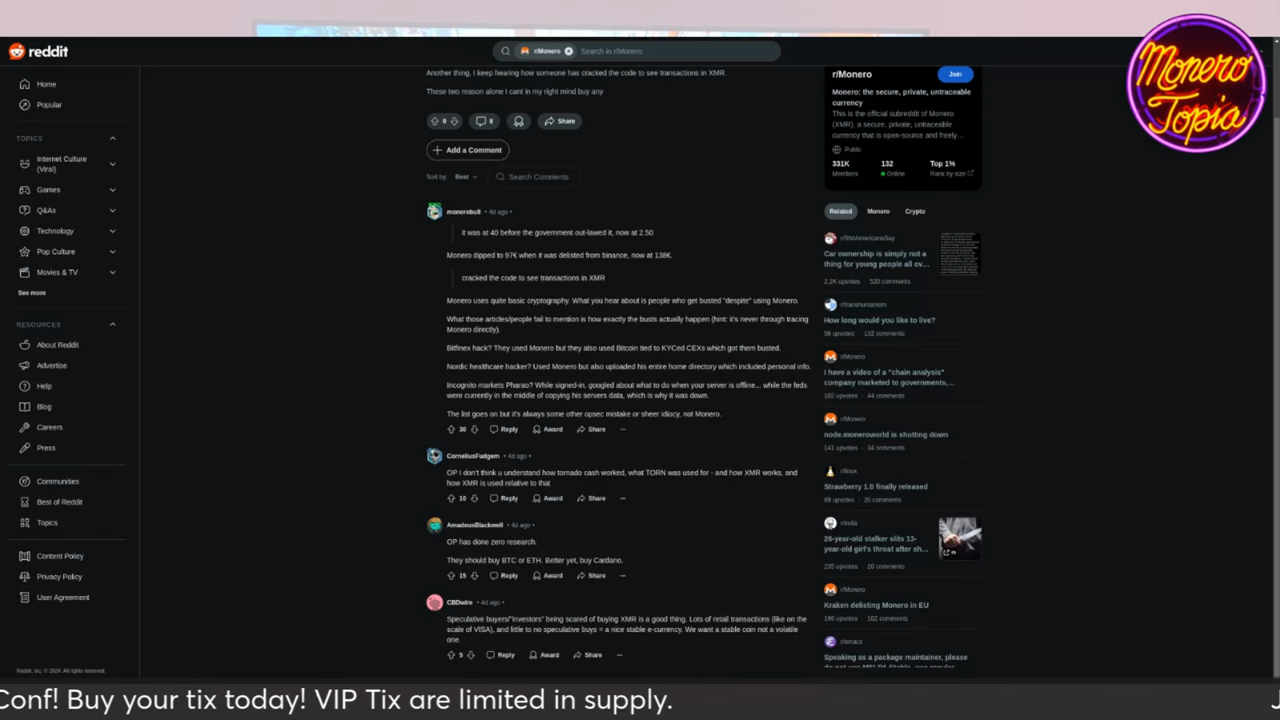 reddit
r/Monero
Search in r/Monero
Monero
Topia
Home
Popular
TOPICS
Internet Culture
(Viral)
Games
Q&As
Technology
Pop Culture
Movies & TV
See more
RESOURCES
About Reddit
Advertise
Help
Blog
Careers
Press
Communities
Best of Reddit
Topics
Content Policy
Privacy Policy
User Agreement
Reddit, Inc. © 2024. All rights reserved.
Another thing, I keep hearing how someone has cracked the code to see transactions in XMR.
These two reason alone I cant in my right mind buy any
0
8
Share
Add a Comment
Sort by
Best
Search Comments
monerobull • 4d ago •
it was at 40 before the government out-lawed it, now at 2.50
Monero dipped to 97€ when it was delisted from binance, now at 138€.
cracked the code to see transactions in XMR
Monero uses quite basic cryptography. What you hear about is people who get busted "despite" using Monero.
What those articles/people fail to mention is how exactly the busts actually happen (hint: it's never through tracing
Monero directly).
Bitfinex hack? They used Monero but they also used Bitcoin tied to KYCed CEXs which got them busted.
Nordic healthcare hacker? Used Monero but also uploaded his entire home directory which included personal info.
Incognito markets Pharao? While signed-in, googled about what to do when your server is offline... while the feds
were currently in the middle of copying his servers data, which is why it was down.
The list goes on but it's always some other opsec mistake or sheer idiocy, not Monero.
30
Reply
Award
Share
...
CorneliusFudgem • 4d ago •
OP I don't think u understand how tornado cash worked, what TORN was used for - and how XMR works, and
how XMR is used relative to that
10
Reply
Award
Share
...
AmadeusBlackwell • 4d ago •
OP has done zero research.
They should buy BTC or ETH. Better yet, buy Cardano.
15
Reply
Award
Share
...
CBDwire • 4d ago •
Speculative buyers/"investors" being scared of buying XMR is a good thing. Lots of retail transactions (like on the
scale of VISA), and little to no speculative buys = a nice stable e-currency. We want a stable coin not a volatile
one.
5
Reply
Award
Share
...
r/Monero
Join
Monero: the secure, private, untraceable
currency
This is the official subreddit of Monero
(XMR), a secure, private, untraceable
currency that is open-source and freely...
Public
331K
132
Top 1%
Members
Online
Rank by size
Related
Monero
Crypto
r/ShitAmericansSay
Car ownership is simply not a
thing for young people all ov...
2.2K upvotes · 520 comments
r/transhumanism
How long would you like to live?
56 upvotes · 132 comments
r/Monero
I have a video of a "chain analysis"
company marketed to governments,...
182 upvotes · 44 comments
r/Monero
node.moneroworld is shutting down
141 upvotes · 34 comments
r/linux
Strawberry 1.0 finally released
89 upvotes · 20 comments
r/india
26-year-old stalker slits 13-
year-old girl's throat after sh...
235 upvotes · 20 comments
r/Monero
Kraken delisting Monero in EU
196 upvotes · 102 comments
r/emacs
Speaking as a package maintainer, please
Conf! Buy your tix today! VIP Tix are limited in supply.